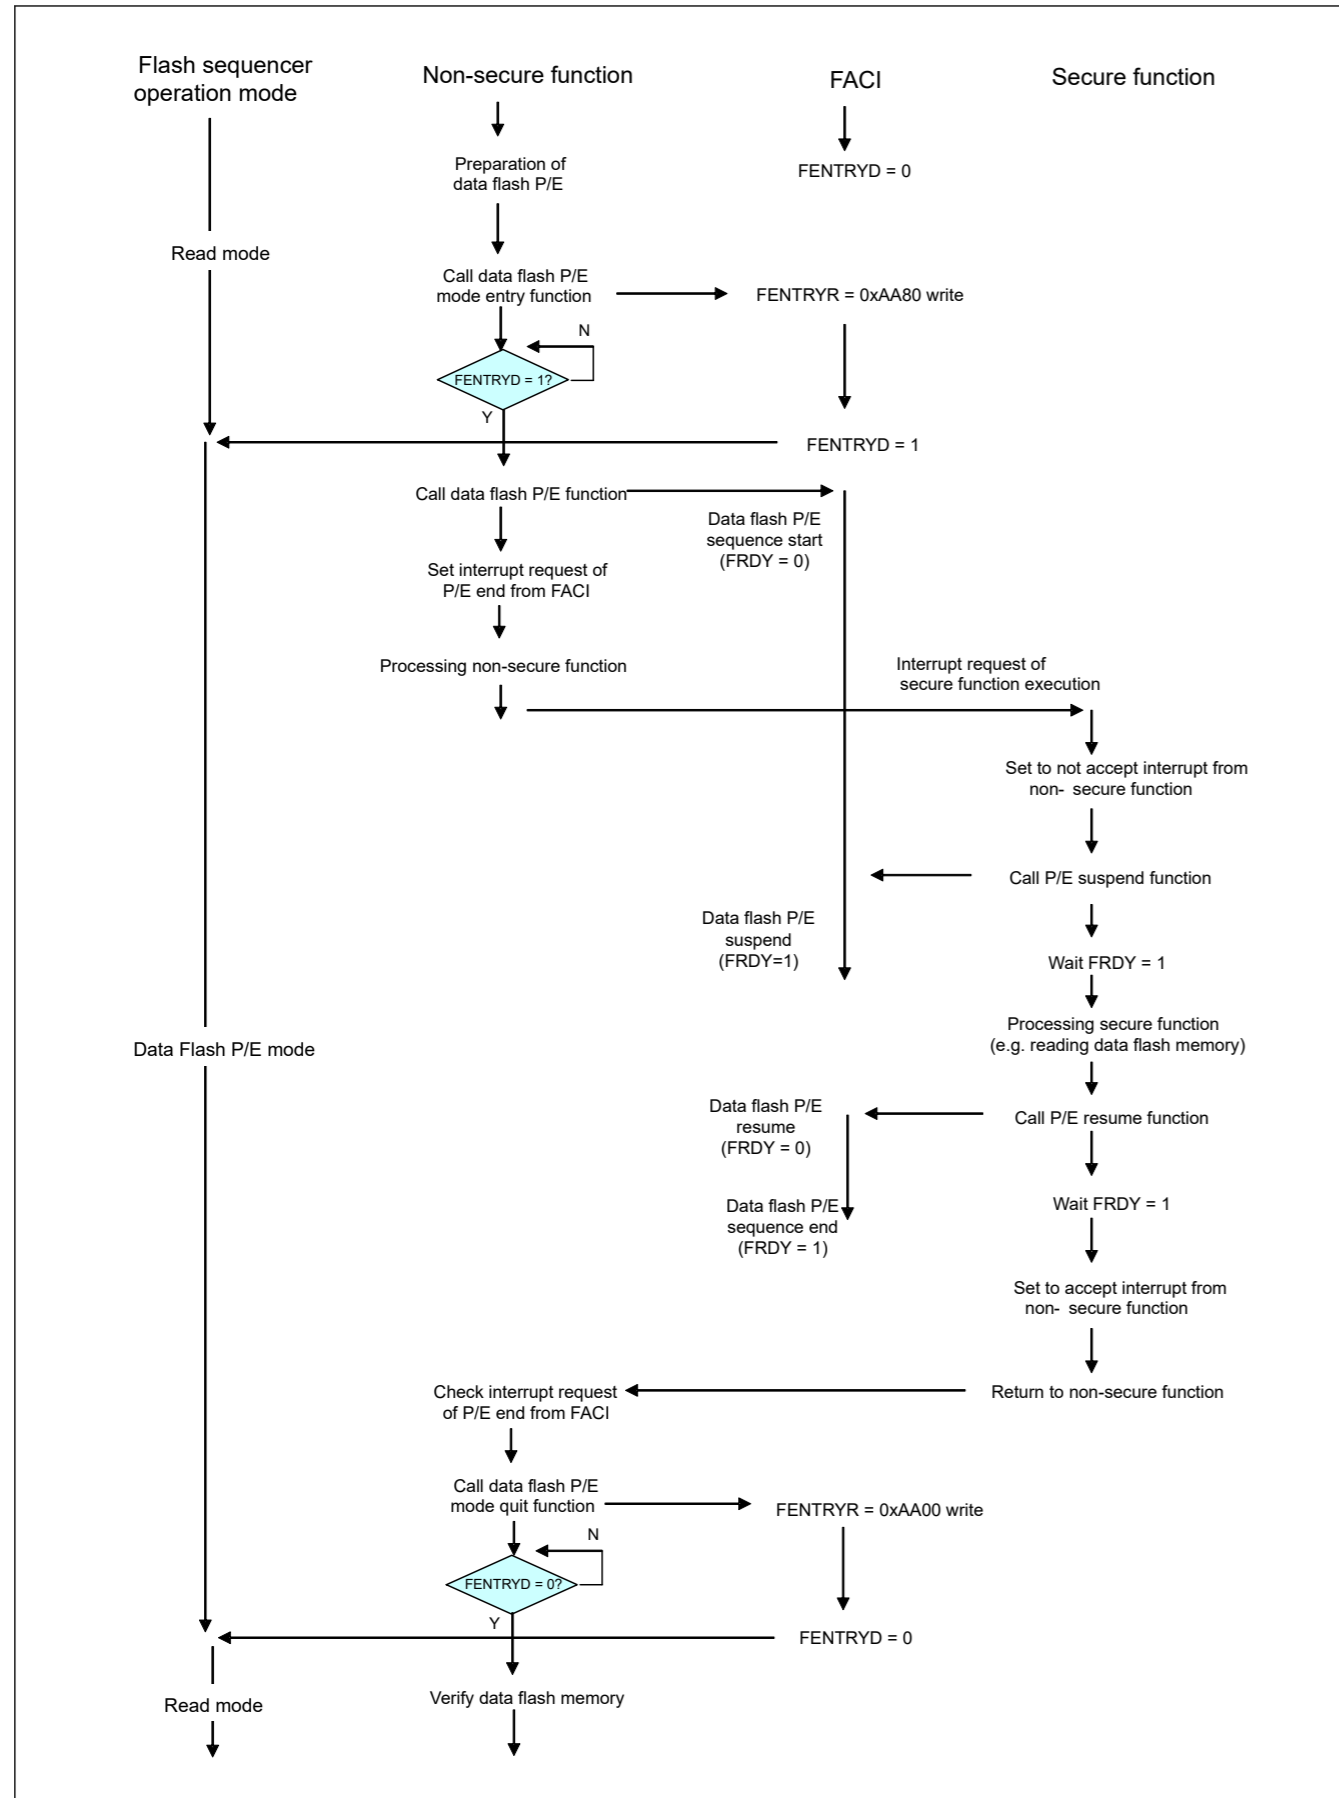 Flash sequencer
operation mode
Non-secure function
FACI
Secure function
Preparation of
data flash P/E
FENTRYD = 0
Read mode
Call data flash P/E
mode entry function
FENTRYR = 0xAA80 write
N
FENTRYD = 1?
Y
FENTRYD = 1
Call data flash P/E function
Data flash P/E
sequence start
(FRDY = 0)
Set interrupt request of
P/E end from FACI
Processing non-secure function
Interrupt request of
secure function execution
Set to not accept interrupt from
non- secure function
Call P/E suspend function
Data flash P/E
suspend
(FRDY=1)
Wait FRDY = 1
Processing secure function
(e.g. reading data flash memory)
Data Flash P/E mode
Data flash P/E
resume
(FRDY = 0)
Call P/E resume function
Data flash P/E
sequence end
(FRDY = 1)
Wait FRDY = 1
Set to accept interrupt from
non- secure function
Check interrupt request
of P/E end from FACI
Return to non-secure function
Call data flash P/E
mode quit function
FENTRYR = 0xAA00 write
N
FENTRYD = 0?
Y
FENTRYD = 0
Read mode
Verify data flash memory